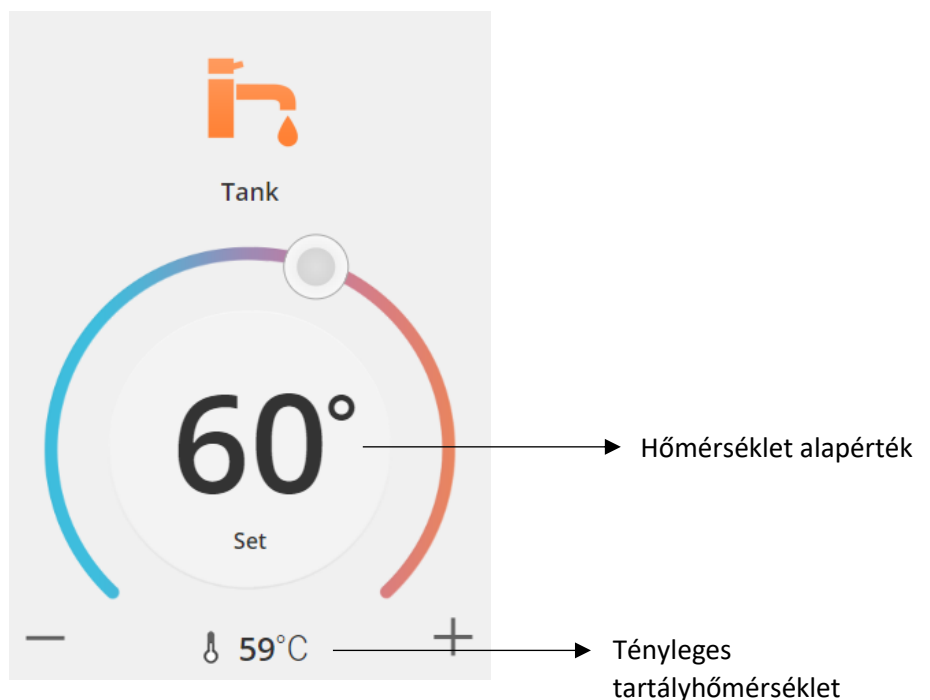 Tank
60°
Hőmérséklet alapérték
Set
— 59°C +
Tényleges
tartályhőmérséklet